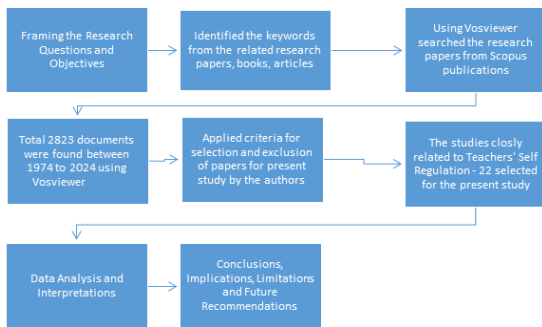 Framing the Research
Questions and
Objectives
Identified the keywords
from the related research
papers, books, articles
Using Vosviewer
searched the research
papers from Scopus
publications
Total 2823 documents
were found between
1974 to 2024 using
Vosviewer
Applied criteria for
selection and exclusion
of papers for present
study by the authors
The studies closly
related to Teachers' Self
Regulation - 22 selected
for the present study
Data Analysis and
Interpretations
Conclusions,
Implications, Limitations
and Future
Recommendations